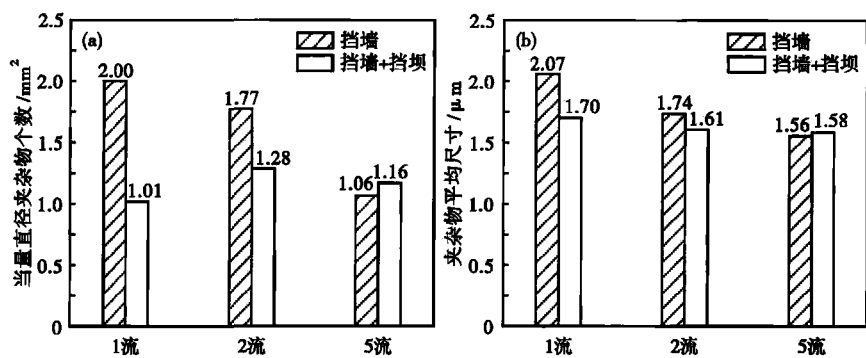 (a)
挡墙
挡墙+挡坝
当量直径夹杂物个数/mm²
2.5
2.0
1.5
1.0
0.5
0
2.00
1.01
1.77
1.28
1.06
1.16
1流
2流
5流
(b)
挡墙
挡墙+挡坝
夹杂物平均尺寸/μm
2.5
2.0
1.5
1.0
0.5
0
2.07
1.70
1.74
1.61
1.56
1.58
1流
2流
5流